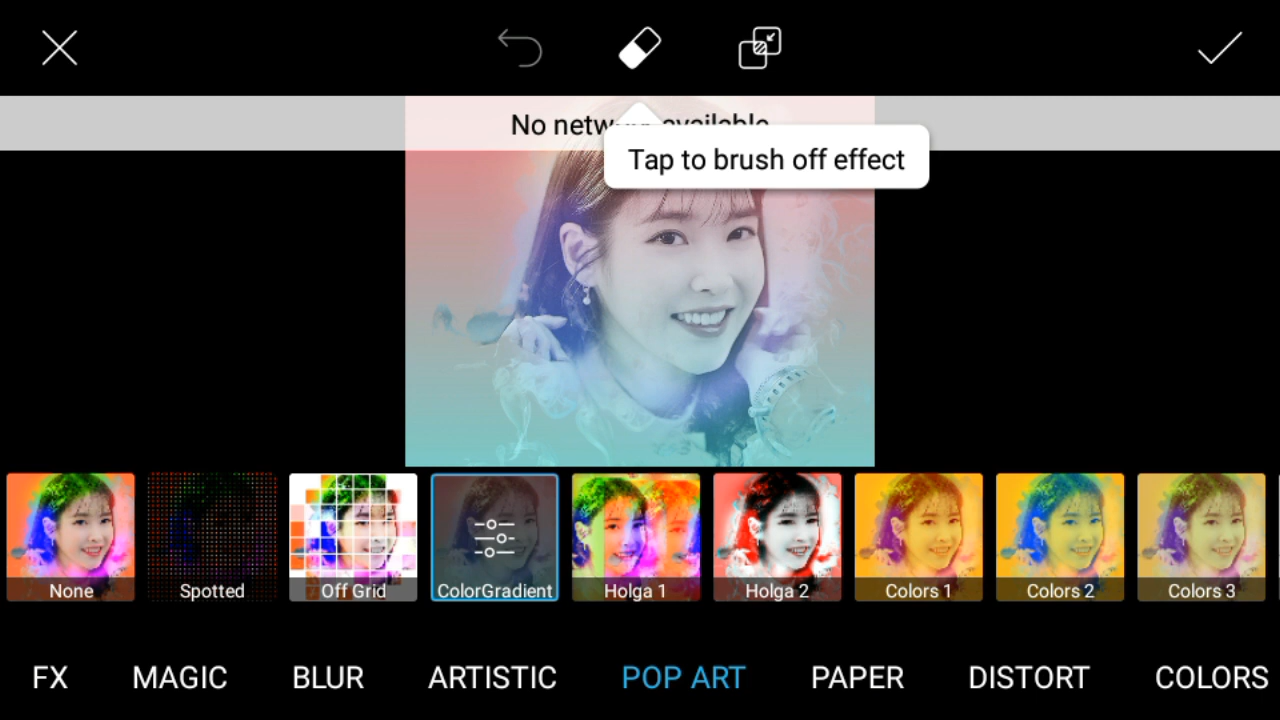 No network available
Tap to brush off effect
None
Spotted
Off Grid
ColorGradient
Holga 1
Holga 2
Colors 1
Colors 2
Colors 3
FX
MAGIC
BLUR
ARTISTIC
POP ART
PAPER
DISTORT
COLORS